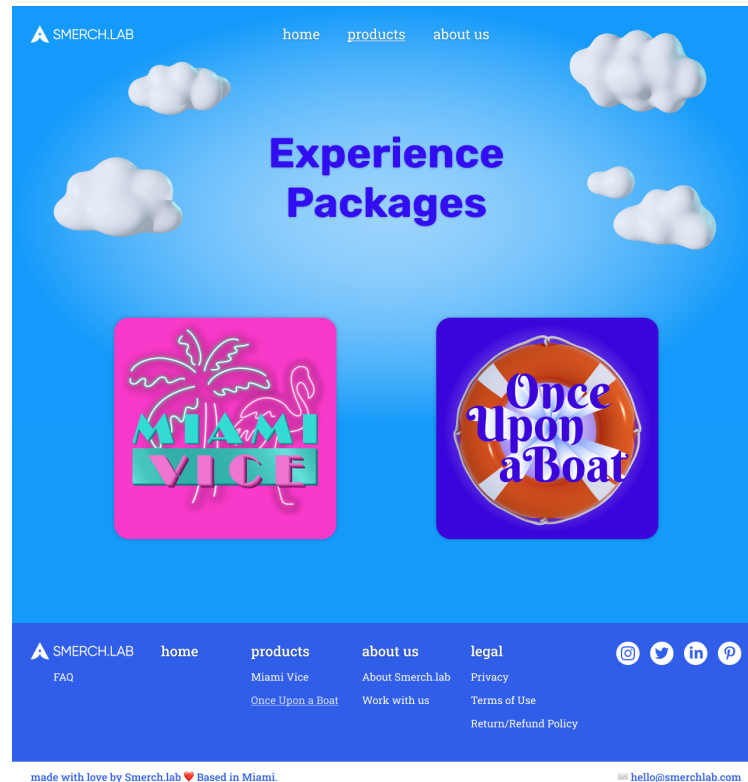 SMERCH.LAB
home products about us
Experience
Packages
MIAMI
VICE
Once
Upon
a Boat
SMERCH.LAB home products about us legal
FAQ Miami Vice About Smerch.lab Privacy
Once Upon a Boat Work with us Terms of Use
Return/Refund Policy
made with love by Smerch.lab ❤️ Based in Miami.
✉️ hello@smerchlab.com